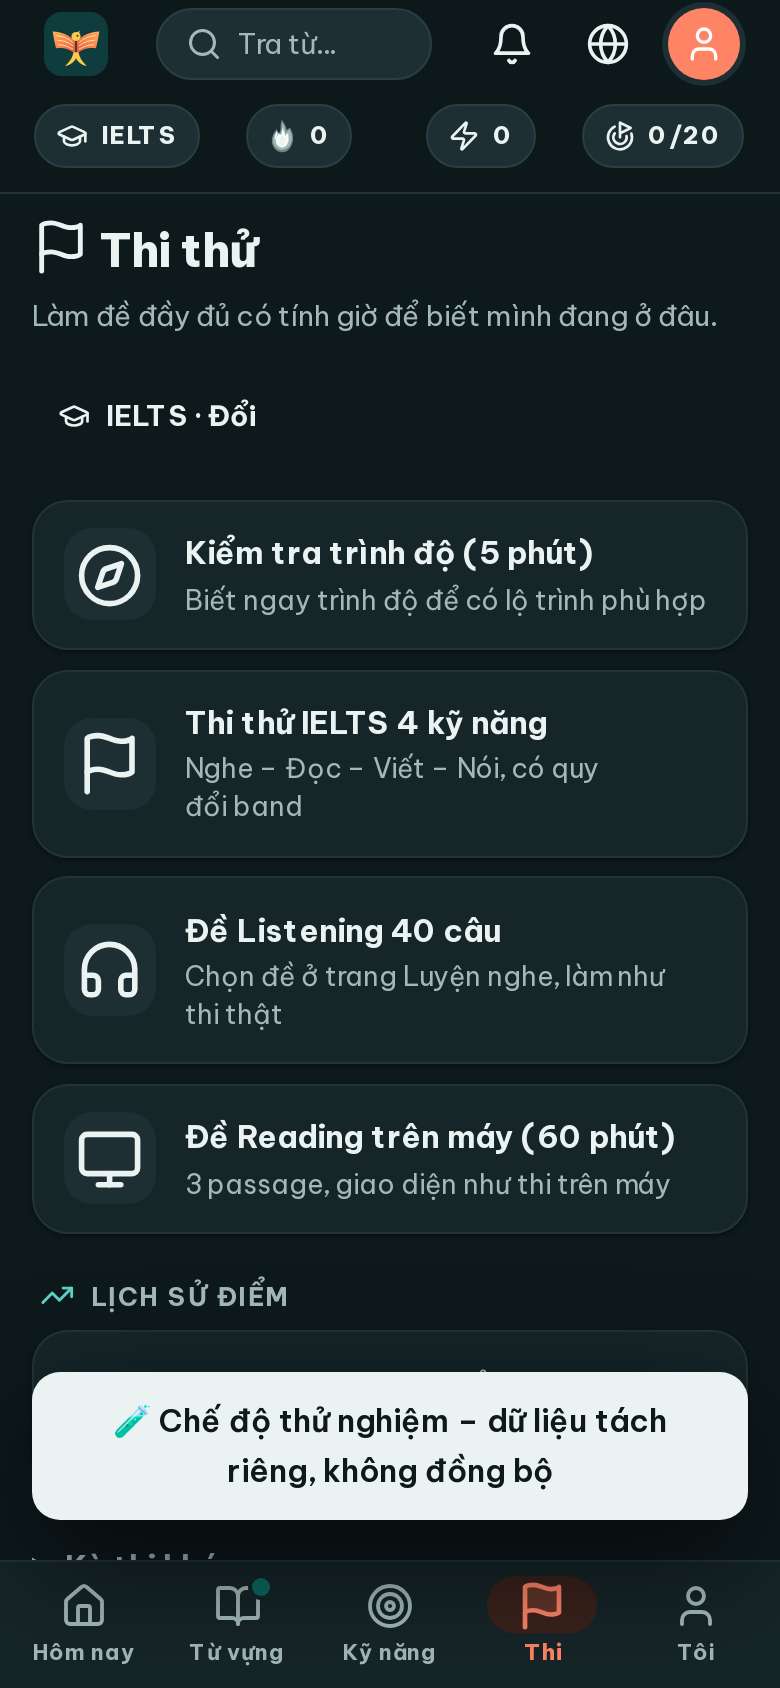 Tra từ...
IELTS
0
0
0/20
Thi thử
Làm đề đầy đủ có tính giờ để biết mình đang ở đâu.
IELTS · Đổi
Kiểm tra trình độ (5 phút)
Biết ngay trình độ để có lộ trình phù hợp
Thi thử IELTS 4 kỹ năng
Nghe – Đọc – Viết – Nói, có quy
đổi band
Đề Listening 40 câu
Chọn đề ở trang Luyện nghe, làm như
thi thật
Đề Reading trên máy (60 phút)
3 passage, giao diện như thi trên máy
LỊCH SỬ ĐIỂM
🧪 Chế độ thử nghiệm – dữ liệu tách
riêng, không đồng bộ
Hôm nay
Từ vựng
Kỹ năng
Thi
Tôi